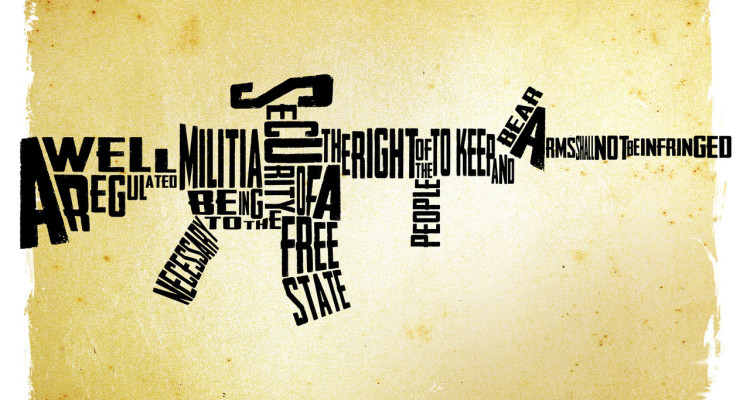 A WELL
REGULATED
MILITIA
BEING
NECESSARY
TO THE
SECURITY
OF A
FREE
STATE
THE RIGHT
OF THE
PEOPLE
TO KEEP
AND
BEAR
ARMS SHALL NOT BE INFRINGED